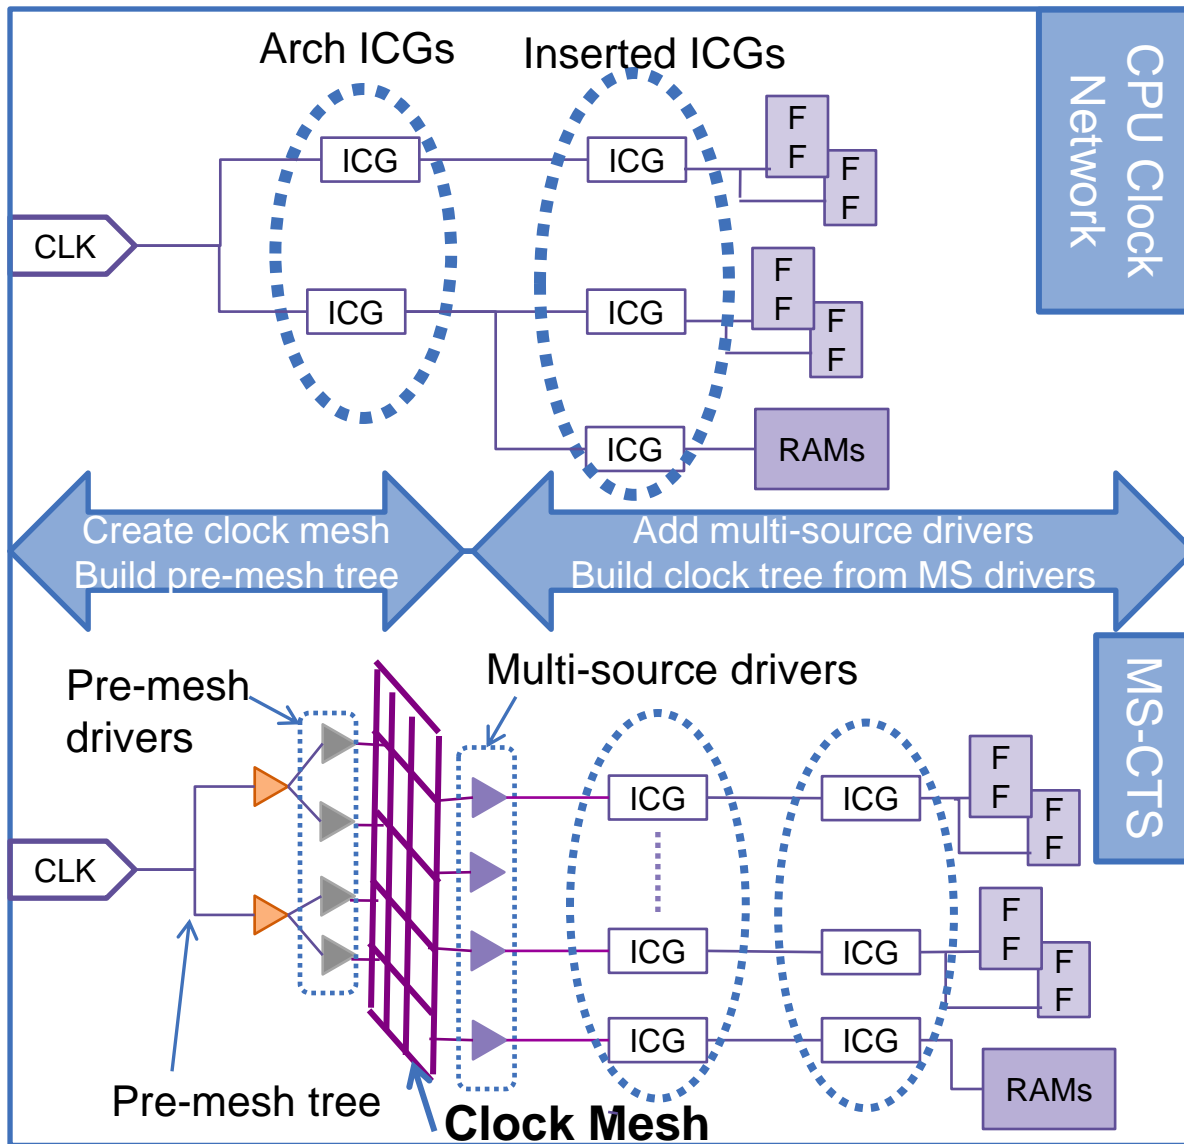 Arch ICGs
Inserted ICGs
CPU Clock
Network
ICG
ICG
F
F
F
F
CLK
ICG
ICG
F
F
F
F
ICG
RAMs
Create clock mesh
Build pre-mesh tree
Add multi-source drivers
Build clock tree from MS drivers
MS-CTS
Pre-mesh
drivers
Multi-source drivers
ICG
ICG
F
F
F
F
CLK
ICG
ICG
F
F
F
F
ICG
ICG
RAMs
Pre-mesh tree
Clock Mesh